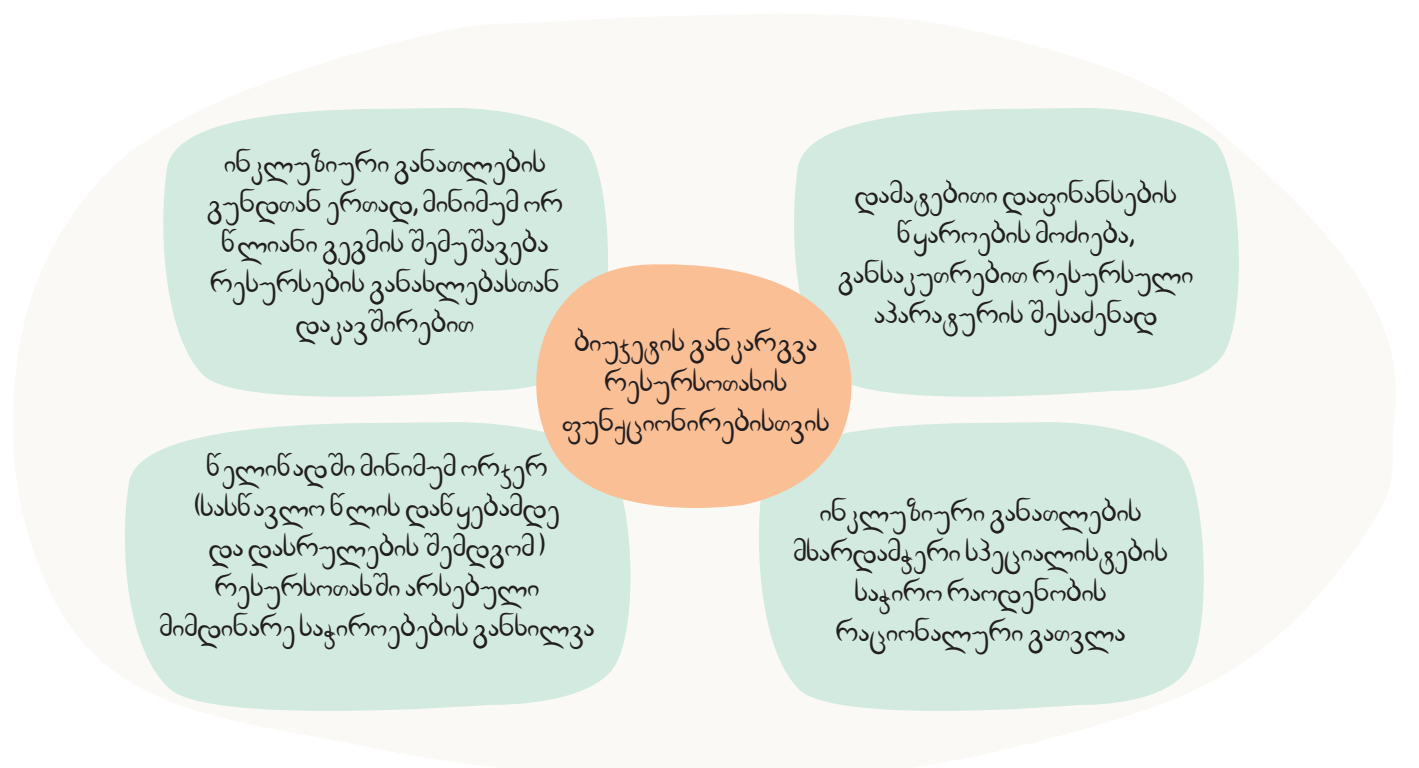 ინკლუზიური განათლების
გუნდთან ერთად, მინიმუმ ორ
წლიანი გეგმის შემუშავება
რესურსების განახლებასთან
დაკავშირებით
დამატებითი დაფინანსების
წყაროების მოძიება,
განსაკუთრებით რესურსული
აპარატურის შესაძენად
ბიუჯეტის განკარგვა
რესურსოთახის
ფუნქციონირებისთვის
წელიწადში მინიმუმ ორჯერ
(სასწავლო წლის დაწყებამდე
და დასრულების შემდგომ)
რესურსოთახში არსებული
მიმდინარე საჭიროებების განხილვა
ინკლუზიური განათლების
მხარდამჭერი სპეციალისტების
საჭირო რაოდენობის
რაციონალური გათვლა